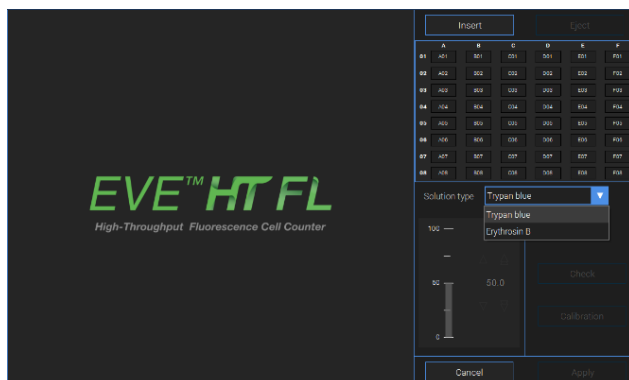 Insert Eject
A B C D E F
01 A01 B01 C01 D01 E01 F01
02 A02 B02 C02 D02 E02 F02
03 A03 B03 C03 D03 E03 F03
04 A04 B04 C04 D04 E04 F04
05 A05 B05 C05 D05 E05 F05
06 A06 B06 C06 D06 E06 F06
07 A07 B07 C07 D07 E07 F07
08 A08 B08 C08 D08 E08 F08
EVE™ HT FL
High-Throughput Fluorescence Cell Counter
Solution type Trypan blue
Trypan blue
Erythrosin B
100
50 50.0
0
Check
Calibration
Cancel Apply